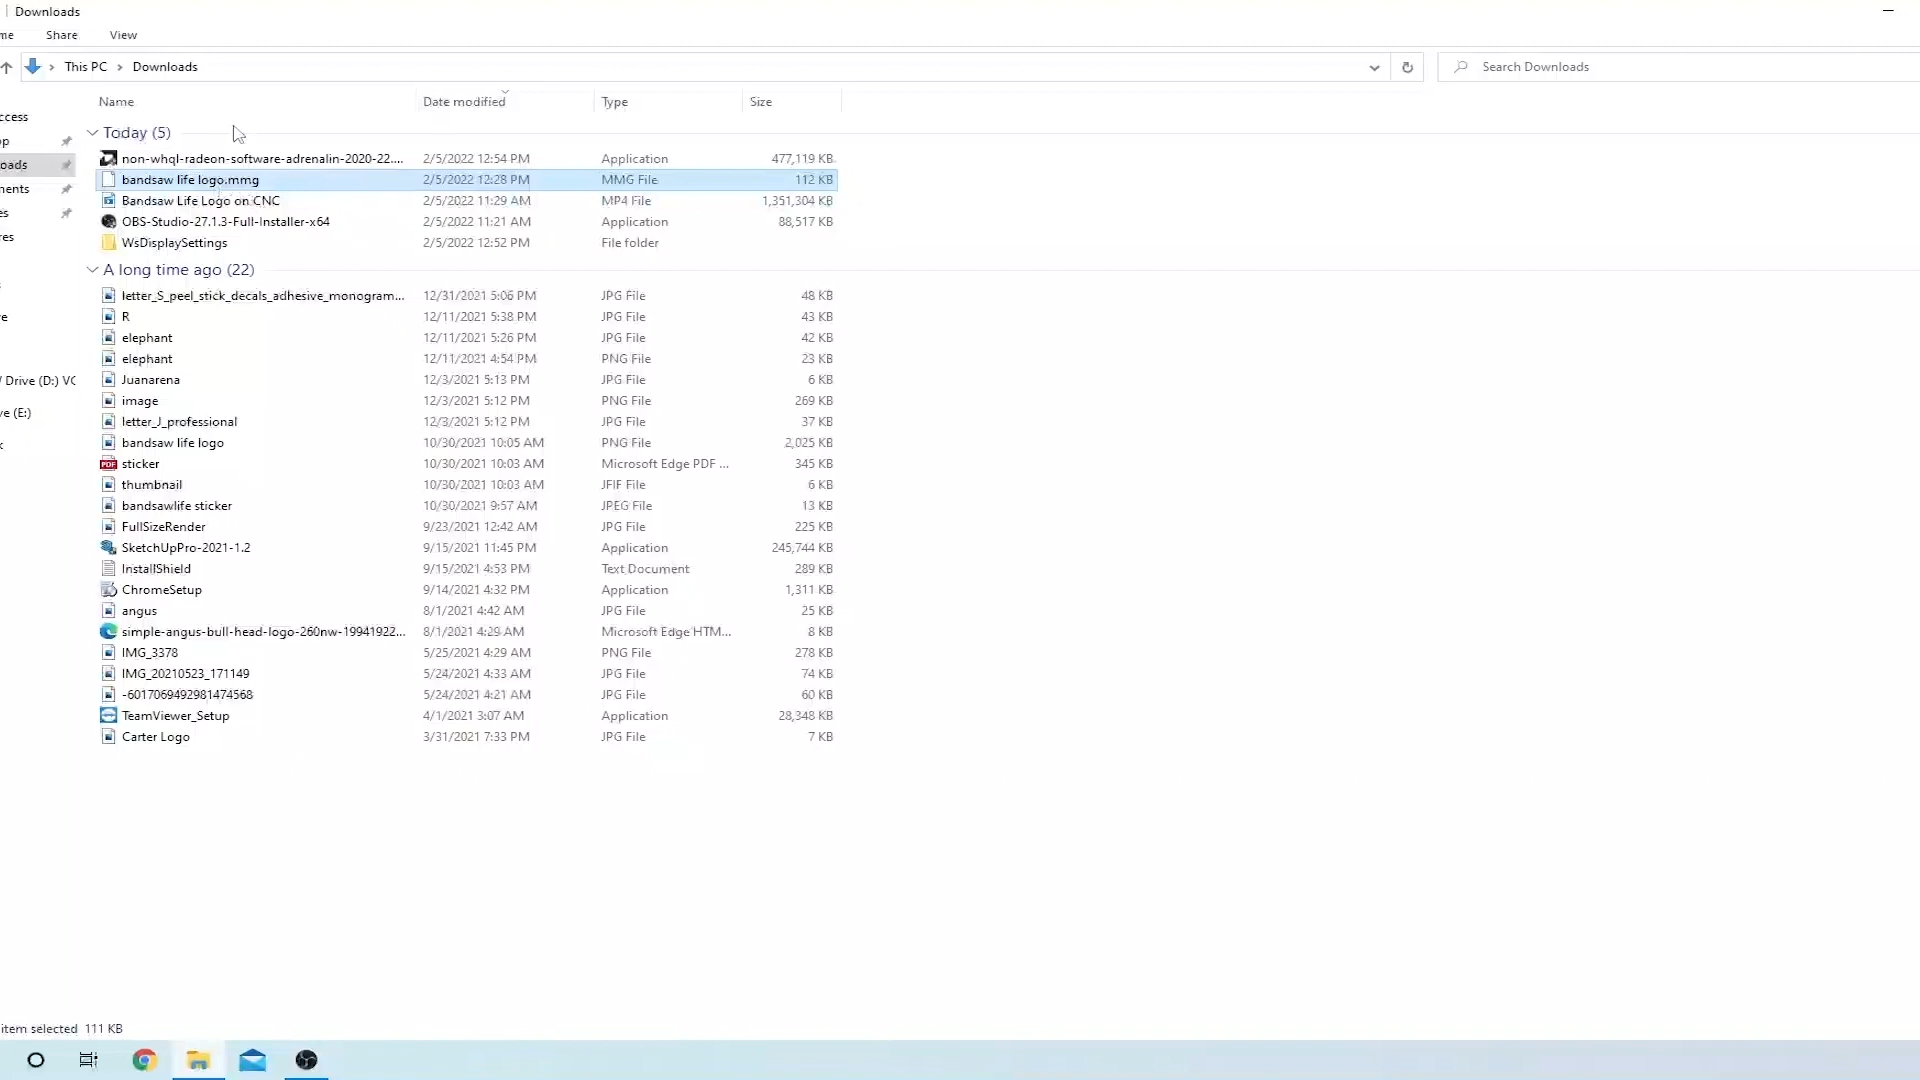 Downloads
me Share View
This PC > Downloads
Search Downloads
Name Date modified Type Size
Today (5)
non-whql-radeon-software-adrenalin-2020-22.... 2/5/2022 12:54 PM Application 477,119 KB
bandsaw life logo.mmg 2/5/2022 12:28 PM MMG File 112 KB
Bandsaw Life Logo on CNC 2/5/2022 11:29 AM MP4 File 1,351,304 KB
OBS-Studio-27.1.3-Full-Installer-x64 2/5/2022 11:21 AM Application 88,517 KB
WsDisplaySettings 2/5/2022 12:52 PM File folder
A long time ago (22)
letter_S_peel_stick_decals_adhesive_monogram... 12/31/2021 5:06 PM JPG File 48 KB
R 12/11/2021 5:38 PM JPG File 43 KB
elephant 12/11/2021 5:26 PM JPG File 42 KB
elephant 12/11/2021 4:54 PM PNG File 23 KB
Juanarena 12/3/2021 5:13 PM JPG File 6 KB
image 12/3/2021 5:12 PM PNG File 269 KB
letter_J_professional 12/3/2021 5:12 PM JPG File 37 KB
bandsaw life logo 10/30/2021 10:05 AM PNG File 2,025 KB
sticker 10/30/2021 10:03 AM Microsoft Edge PDF ... 345 KB
thumbnail 10/30/2021 10:03 AM JFIF File 6 KB
bandsawlife sticker 10/30/2021 9:57 AM JPEG File 13 KB
FullSizeRender 9/23/2021 12:42 AM JPG File 225 KB
SketchUpPro-2021-1.2 9/15/2021 11:45 PM Application 245,744 KB
InstallShield 9/15/2021 4:53 PM Text Document 289 KB
ChromeSetup 9/14/2021 4:32 PM Application 1,311 KB
angus 8/1/2021 4:42 AM JPG File 25 KB
simple-angus-bull-head-logo-260nw-19941922... 8/1/2021 4:29 AM Microsoft Edge HTM... 8 KB
IMG_3378 5/25/2021 4:29 AM PNG File 278 KB
IMG_20210523_171149 5/24/2021 4:33 AM JPG File 74 KB
-6017069492981474568 5/24/2021 4:21 AM JPG File 60 KB
TeamViewer_Setup 4/1/2021 3:07 AM Application 28,348 KB
Carter Logo 3/31/2021 7:33 PM JPG File 7 KB
ccess
op
oads
nents
es
res
e
Drive (D:) VC
ve (E:)
k
item selected 111 KB